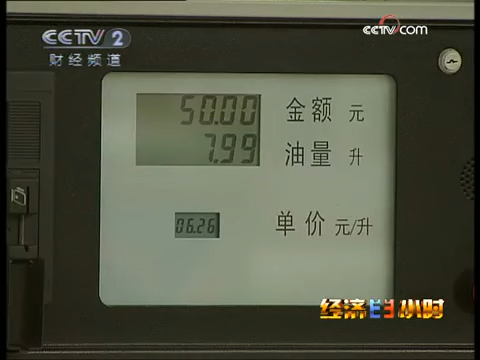 CCTV 2
财经频道
CCTV.com
50.00 金额 元
7.99 油量 升
06.26 单价 元/升
经济半小时